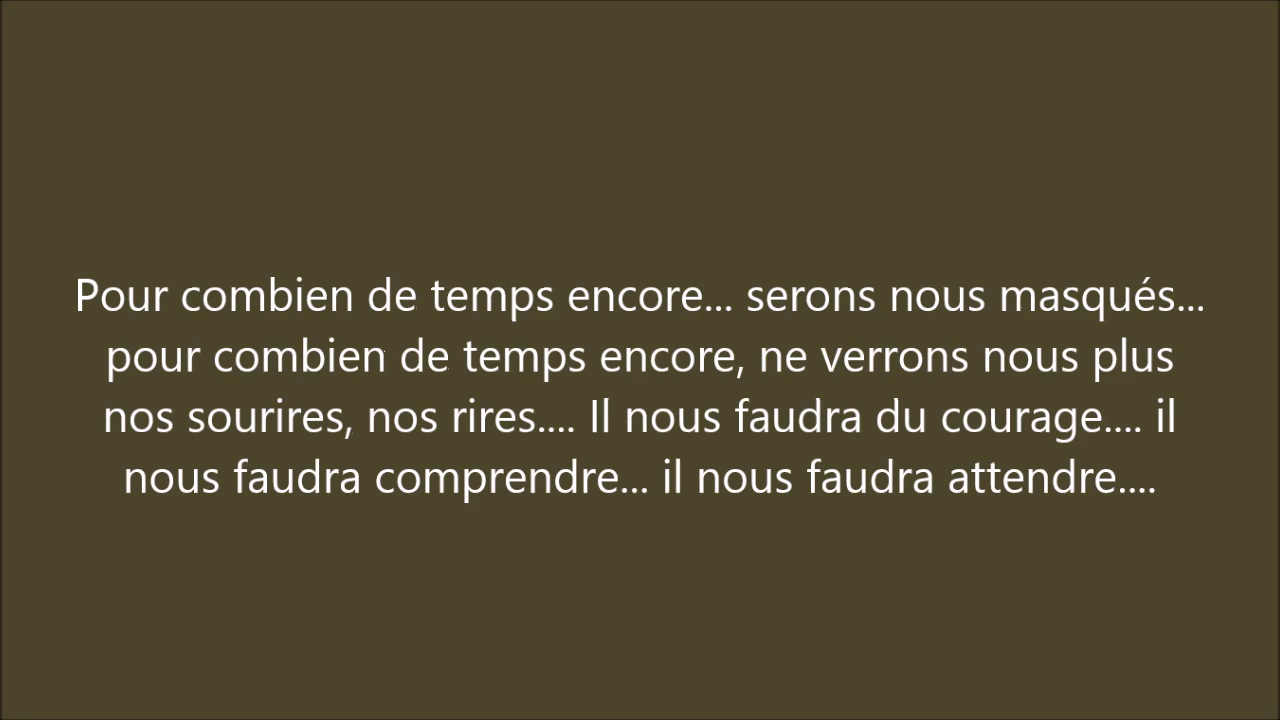 Pour combien de temps encore... serons nous masqués...
pour combien de temps encore, ne verrons nous plus
nos sourires, nos rires.... Il nous faudra du courage.... il
nous faudra comprendre... il nous faudra attendre....